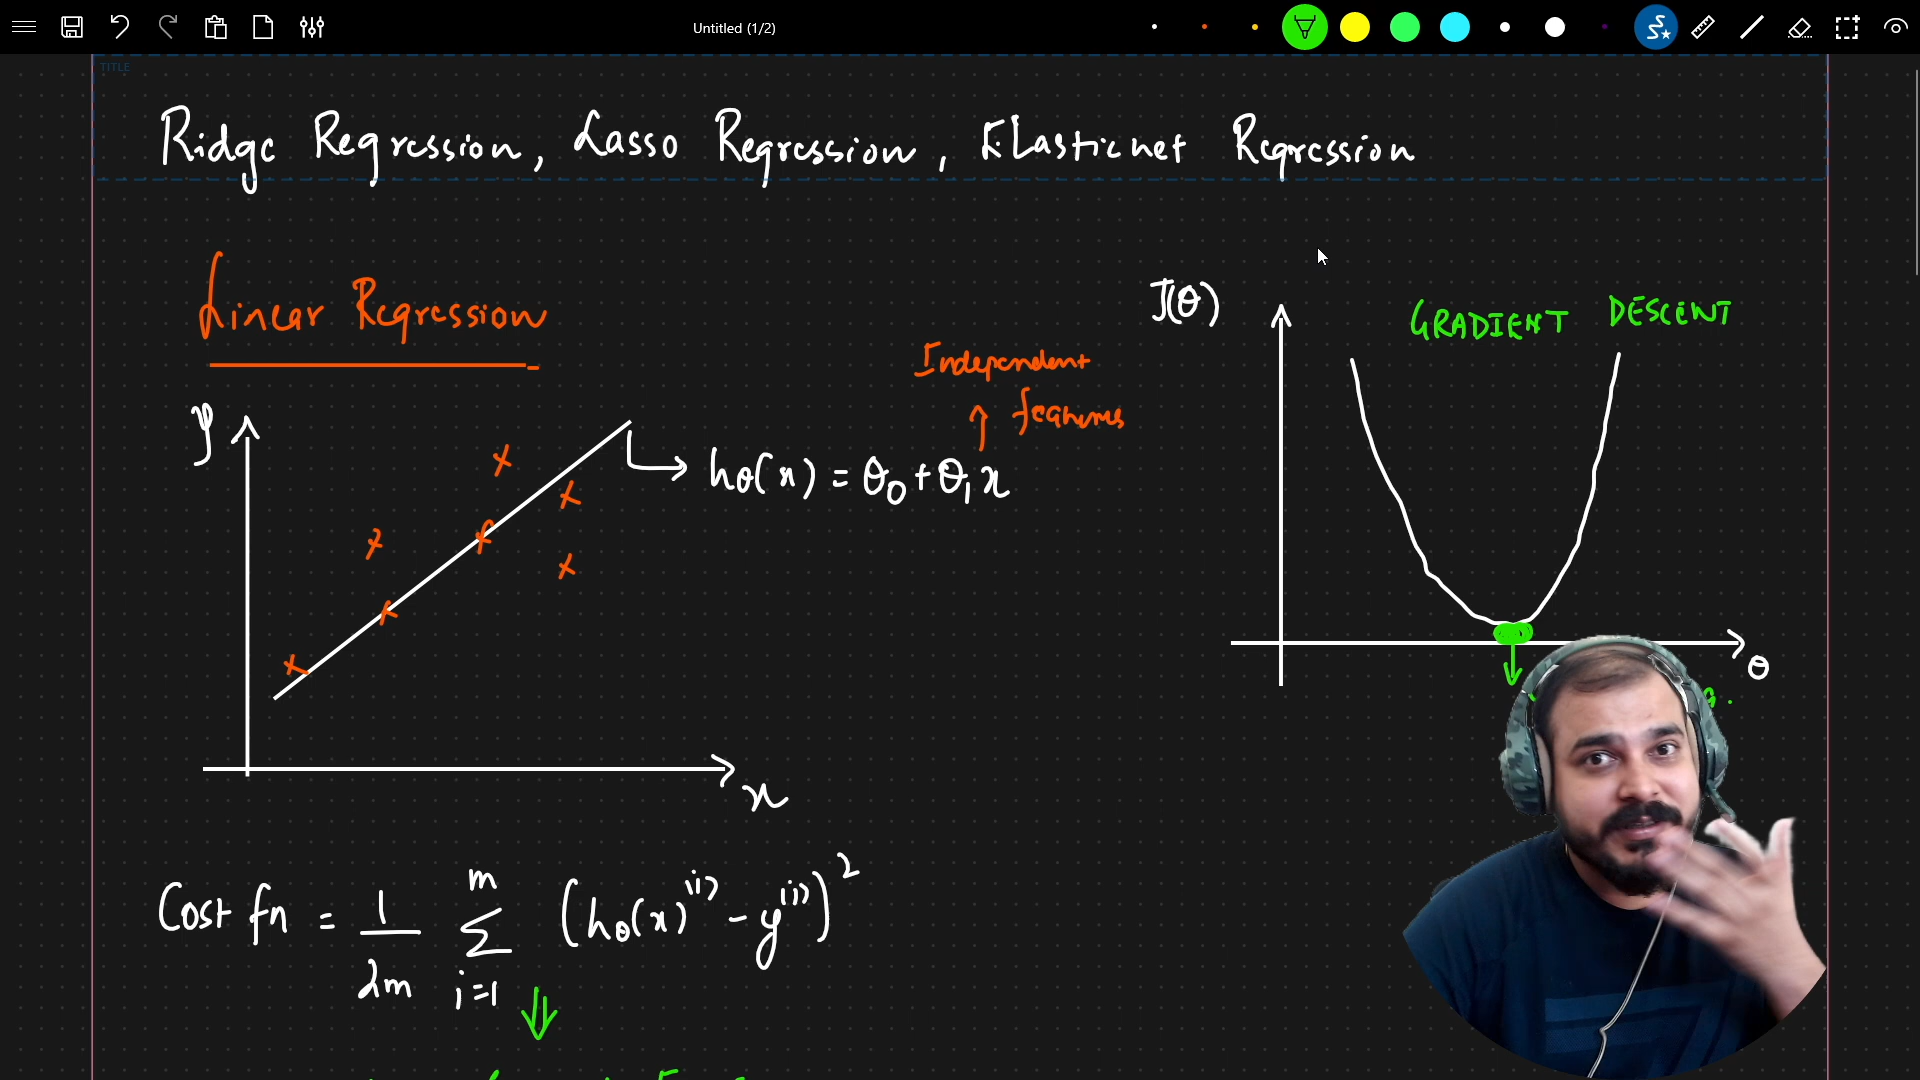 Untitled (1/2)
TITLE
Ridge Regression, Lasso Regression, Elasticnet Regression
Linear Regression
J(θ)
GRADIENT DESCENT
Independent
features
y
hθ(x) = θ0 + θ1x
θ
x
Cost fn = 1/2m m∑i=1 (hθ(x)(i) - y(i))2